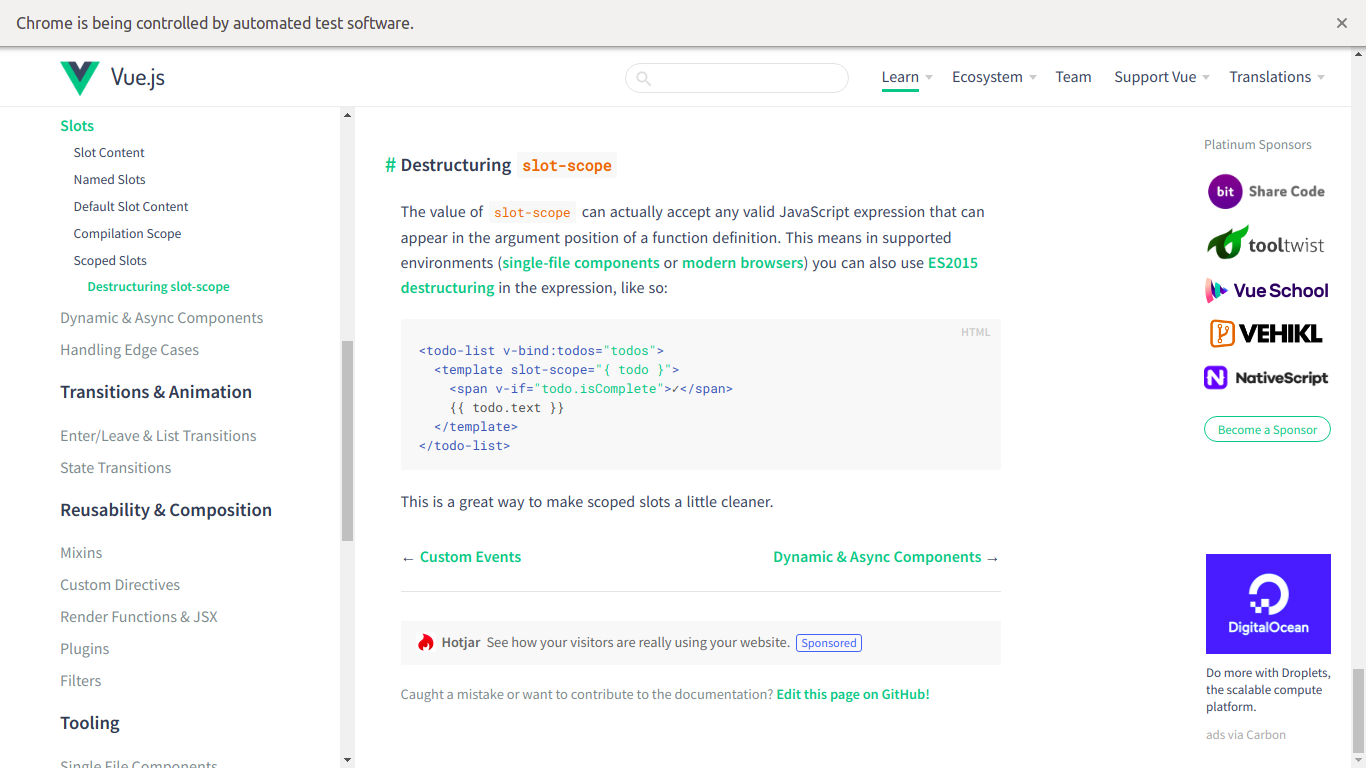 Chrome is being controlled by automated test software.
Vue.js
Learn
Ecosystem
Team
Support Vue
Translations
Slots
Slot Content
Named Slots
Default Slot Content
Compilation Scope
Scoped Slots
Destructuring slot-scope
Dynamic & Async Components
Handling Edge Cases
Transitions & Animation
Enter/Leave & List Transitions
State Transitions
Reusability & Composition
Mixins
Custom Directives
Render Functions & JSX
Plugins
Filters
Tooling
Single File Components
# Destructuring slot-scope
The value of slot-scope can actually accept any valid JavaScript expression that can
appear in the argument position of a function definition. This means in supported
environments (single-file components or modern browsers) you can also use ES2015
destructuring in the expression, like so:
HTML
<todo-list v-bind:todos="todos">
<template slot-scope="{ todo }">
<span v-if="todo.isComplete">✓</span>
{{ todo.text }}
</template>
</todo-list>
This is a great way to make scoped slots a little cleaner.
← Custom Events
Dynamic & Async Components →
Hotjar See how your visitors are really using your website. Sponsored
Caught a mistake or want to contribute to the documentation? Edit this page on GitHub!
Platinum Sponsors
bit Share Code
tooltwist
Vue School
VEHIKL
NativeScript
Become a Sponsor
DigitalOcean
Do more with Droplets,
the scalable compute
platform.
ads via Carbon